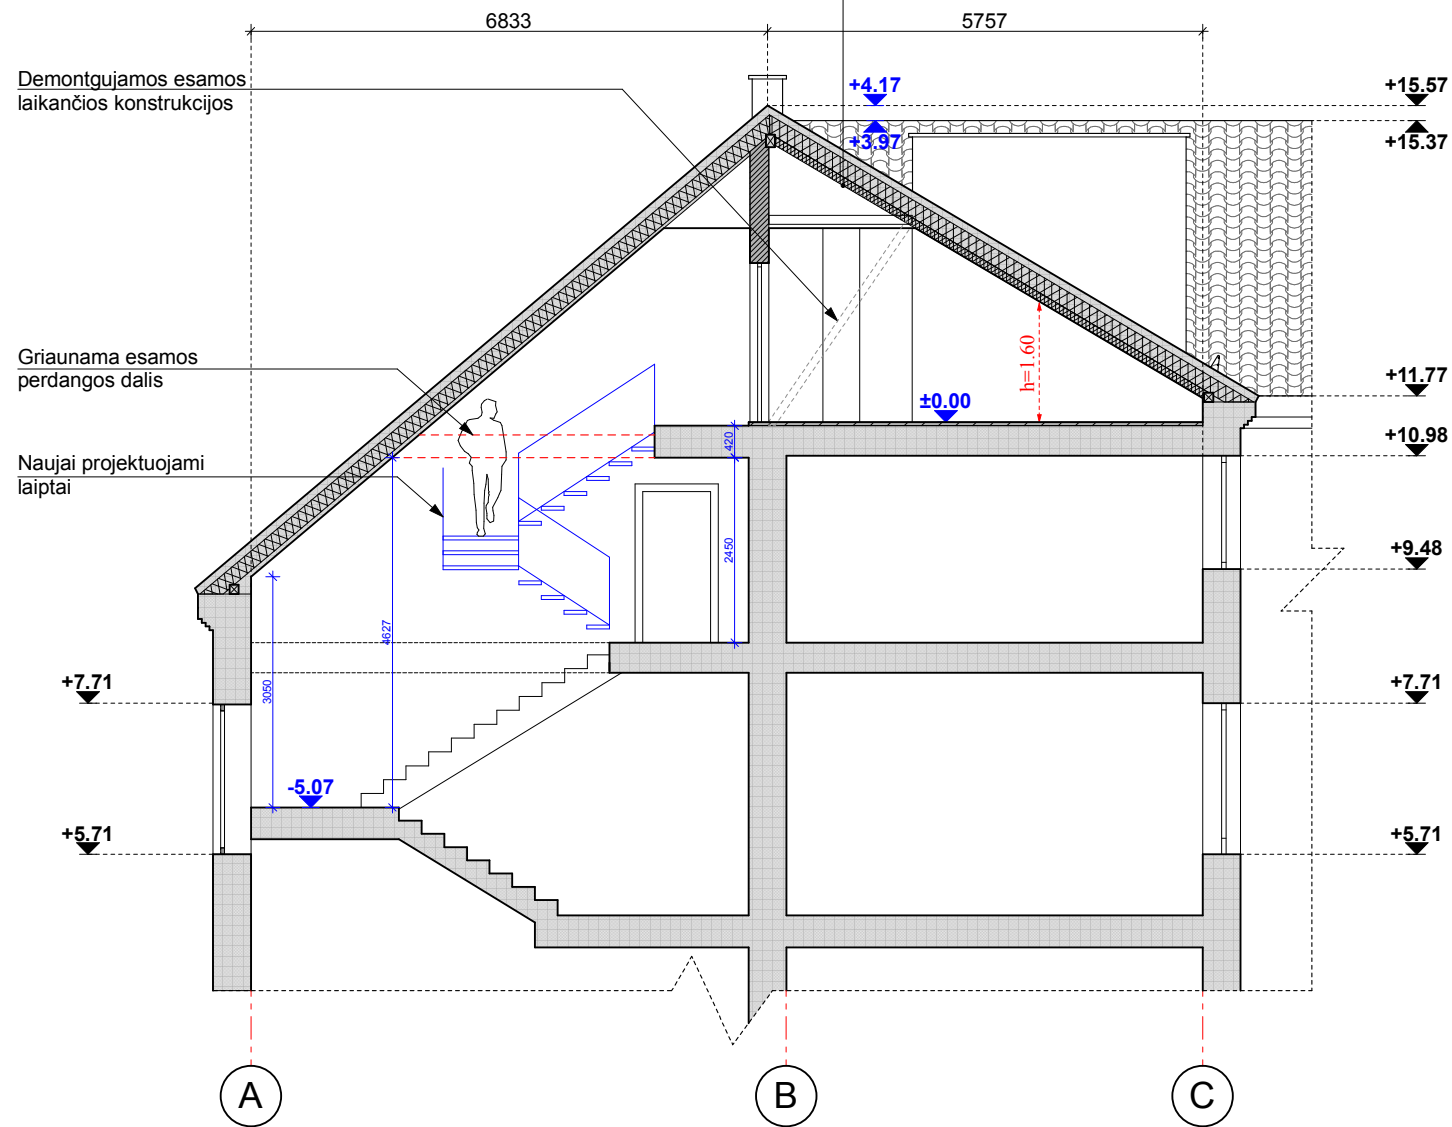 6833
5757
Demontgujamos esamos
laikančios konstrukcijos
+4.17
+15.57
+3.97
+15.37
Griaunama esamos
perdangos dalis
h=1.60
+11.77
±0.00
420
+10.98
Naujai projektuojami
laiptai
2450
+9.48
4627
3050
+7.71
+7.71
-5.07
+5.71
+5.71
A
B
C